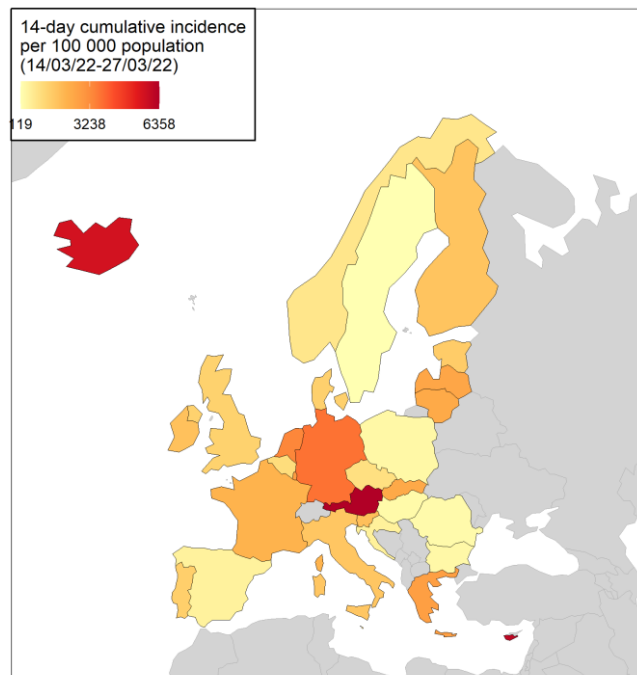 14-day cumulative incidence
per 100 000 population
(14/03/22-27/03/22)
119 3238 6358